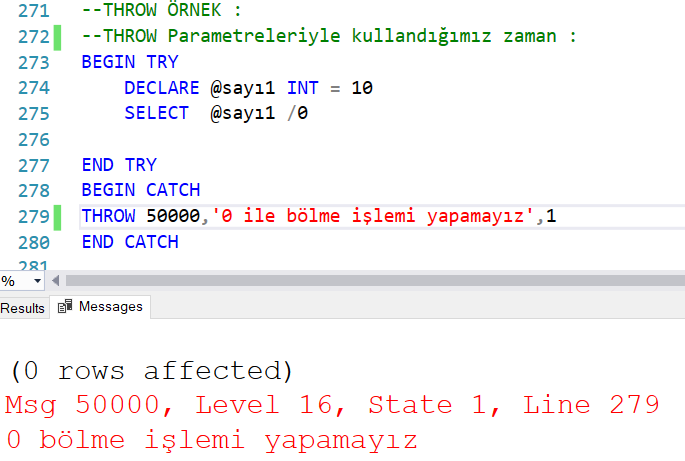 271 --THROW ÖRNEK :
272 --THROW Parametreleriyle kullandığımız zaman :
273 BEGIN TRY
274 DECLARE @sayı1 INT = 10
275 SELECT @sayı1 /0
276
277 END TRY
278 BEGIN CATCH
279 THROW 50000,'0 ile bölme işlemi yapamayız',1
280 END CATCH
281
%
Results Messages
(0 rows affected)
Msg 50000, Level 16, State 1, Line 279
0 bölme işlemi yapamayız